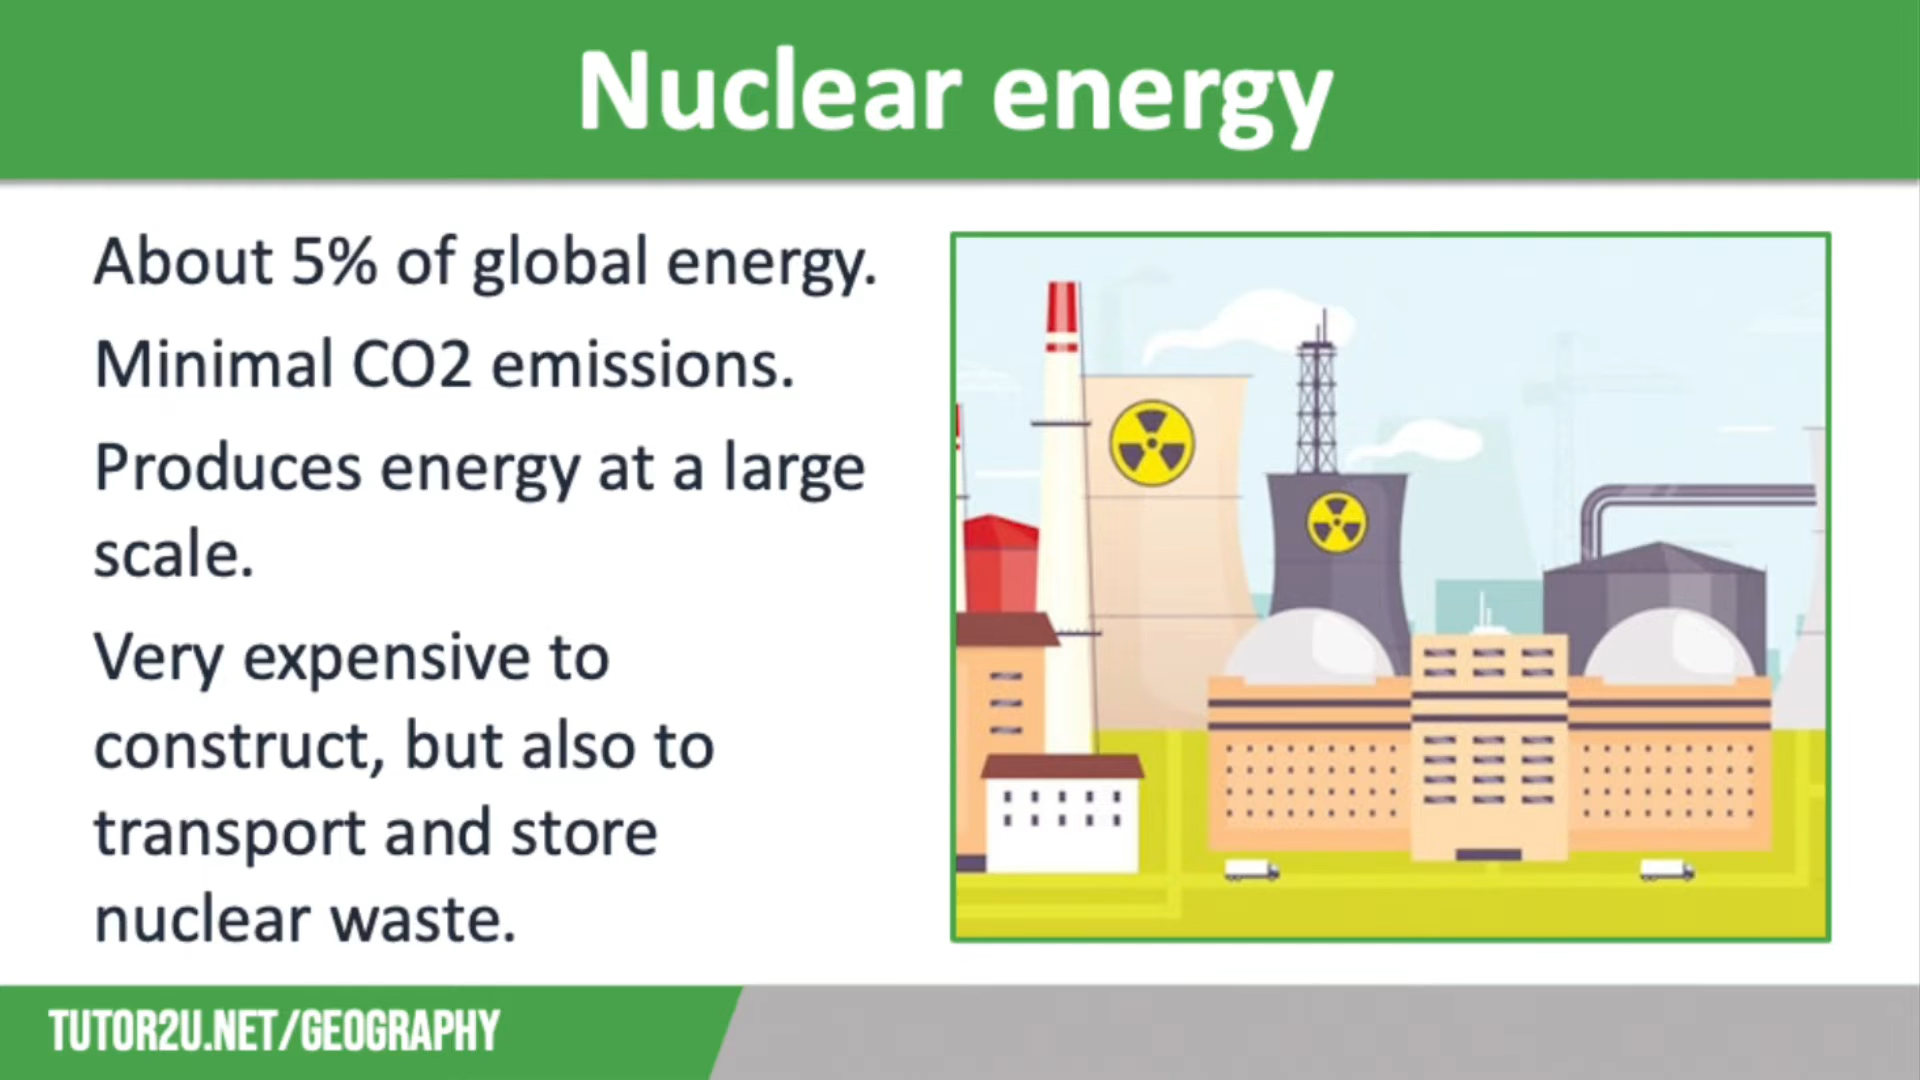 Nuclear energy
About 5% of global energy.
Minimal CO2 emissions.
Produces energy at a large
scale.
Very expensive to
construct, but also to
transport and store
nuclear waste.
TUTOR2U.NET/GEOGRAPHY